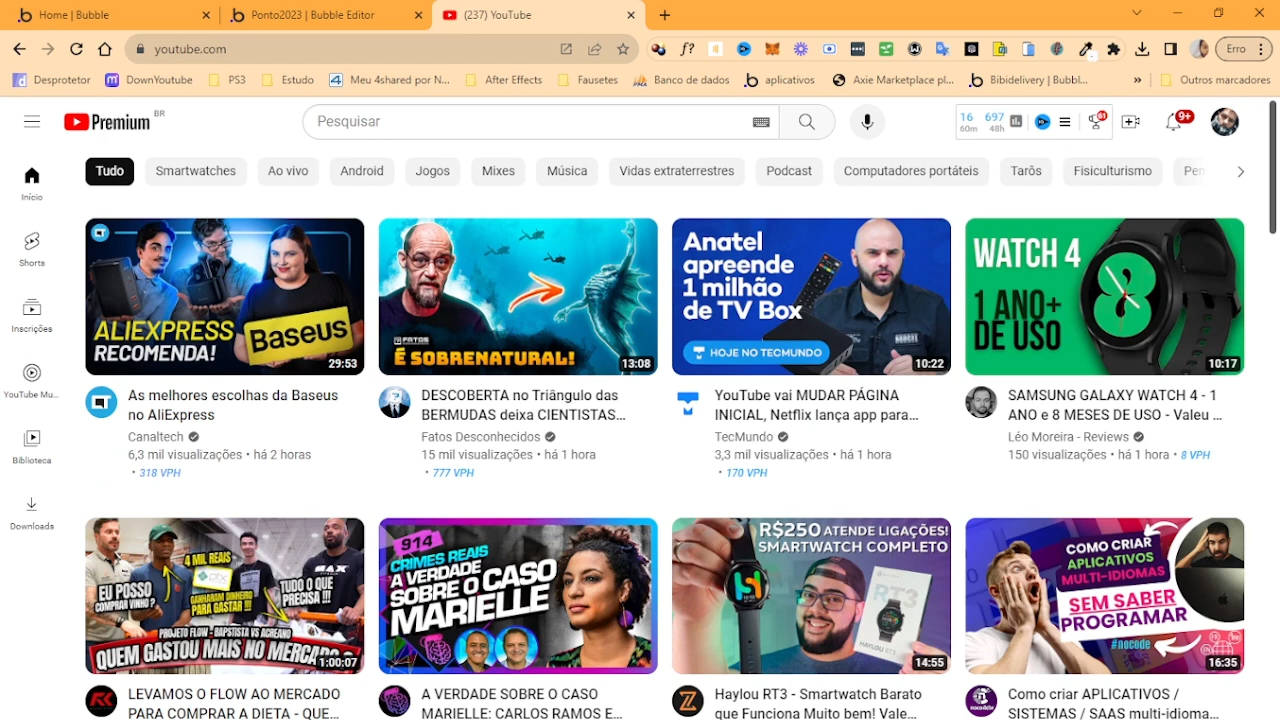 Home | Bubble
Ponto2023 | Bubble Editor
(237) YouTube
youtube.com
Erro
Desprotetor
DownYoutube
PS3
Estudo
Meu 4shared por N...
After Effects
Fausetes
Banco de dados
aplicativos
Axie Marketplace pl...
Bibidelivery | Bubbl...
»
Outros marcadores
Premium BR
Pesquisar
16 697
60m 48h
61
9+
Tudo
Smartwatches
Ao vivo
Android
Jogos
Mixes
Música
Vidas extraterrestres
Podcast
Computadores portáteis
Tarôs
Fisiculturismo
Início
Shorts
Inscrições
YouTube Mu...
Biblioteca
Downloads
ALIEXPRESS
RECOMENDA!
Baseus
29:53
FATOS
É SOBRENATURAL!
13:08
Anatel
apreende
1 milhão
de TV Box
HOJE NO TECMUNDO
10:22
WATCH 4
1 ANO+
DE USO
10:17
As melhores escolhas da Baseus
no AliExpress
Canaltech
6,3 mil visualizações • há 2 horas
• 318 VPH
DESCOBERTA no Triângulo das
BERMUDAS deixa CIENTISTAS...
Fatos Desconhecidos
15 mil visualizações • há 1 hora
• 777 VPH
YouTube vai MUDAR PÁGINA
INICIAL, Netflix lança app para...
TecMundo
3,3 mil visualizações • há 1 hora
• 170 VPH
SAMSUNG GALAXY WATCH 4 - 1
ANO e 8 MESES DE USO - Valeu ...
Léo Moreira - Reviews
150 visualizações • há 1 hora • 8 VPH
EU POSSO
COMPRAR VINHO ?
A MIL REAIS
pix
GANHARAM DINHEIRO
PARA GASTAR !!!
MAX
TUDO O QUE
PRECISA !!!
PROJETO FLOW - BAPSTISTA VS ACREANO
QUEM GASTOU MAIS NO MERCADO
1:00:07
914
CRIMES REAIS
A VERDADE
SOBRE O CASO
MARIELLE
R$250 ATENDE LIGAÇÕES!
SMARTWATCH COMPLETO
RT3
HAYLOU RT3
14:55
COMO CRIAR
APLICATIVOS
MULTI-IDIOMAS
SEM SABER
PROGRAMAR
#nocode
16:35
LEVAMOS O FLOW AO MERCADO
PARA COMPRAR A DIETA - QUE...
A VERDADE SOBRE O CASO
MARIELLE: CARLOS RAMOS E...
Haylou RT3 - Smartwatch Barato
que Funciona Muito bem! Vale...
Como criar APLICATIVOS /
SISTEMAS / SAAS multi-idioma...